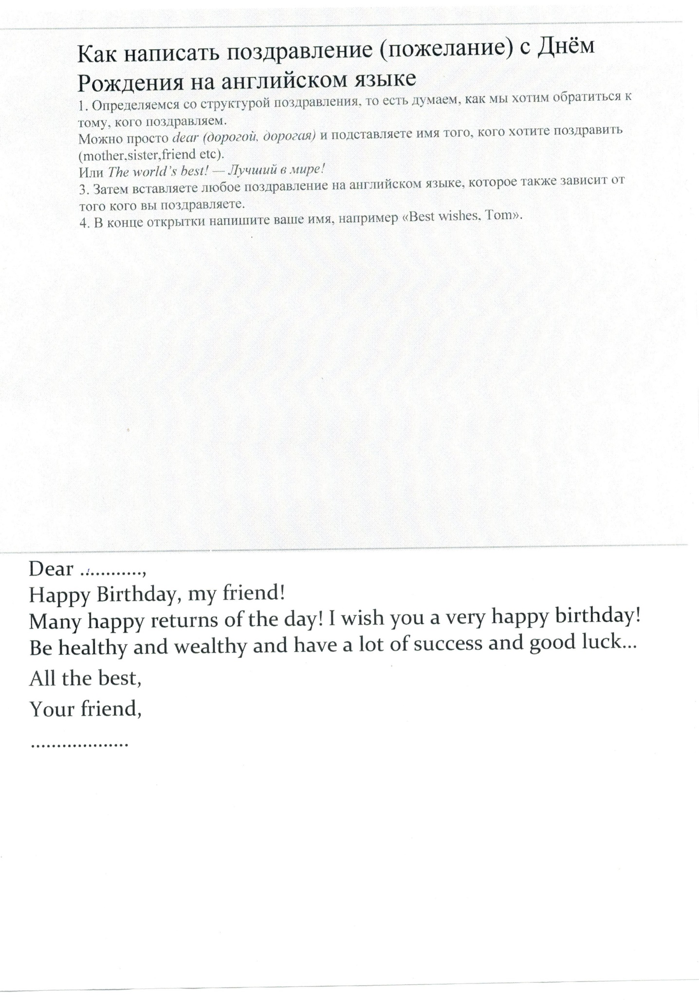 Как написать поздравление (пожелание) с Днём
Рождения на английском языке
1. Определяемся со структурой поздравления, то есть думаем, как мы хотим обратиться к
тому, кого поздравляем.
Можно просто dear (дорогой, дорогая) и подставляете имя того, кого хотите поздравить
(mother,sister,friend etc).
Или The world's best! — Лучший в мире!
3. Затем вставляете любое поздравление на английском языке, которое также зависит от
того кого вы поздравляете.
4. В конце открытки напишите ваше имя, например «Best wishes, Tom».
Dear ............,
Happy Birthday, my friend!
Many happy returns of the day! I wish you a very happy birthday!
Be healthy and wealthy and have a lot of success and good luck...
All the best,
Your friend,
...................